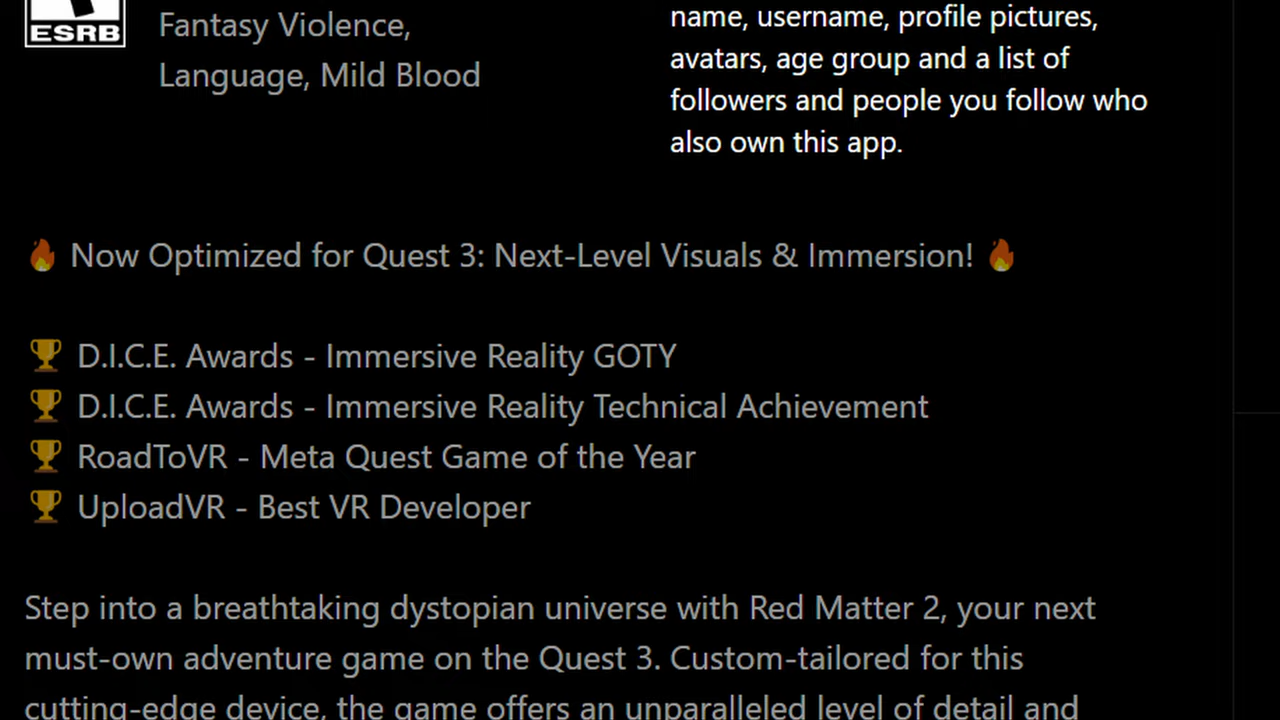 ESRB
Fantasy Violence,
Language, Mild Blood
name, username, profile pictures,
avatars, age group and a list of
followers and people you follow who
also own this app.
🔥 Now Optimized for Quest 3: Next-Level Visuals & Immersion! 🔥
🏆 D.I.C.E. Awards - Immersive Reality GOTY
🏆 D.I.C.E. Awards - Immersive Reality Technical Achievement
🏆 RoadToVR - Meta Quest Game of the Year
🏆 UploadVR - Best VR Developer
Step into a breathtaking dystopian universe with Red Matter 2, your next
must-own adventure game on the Quest 3. Custom-tailored for this
cutting-edge device, the game offers an unparalleled level of detail and